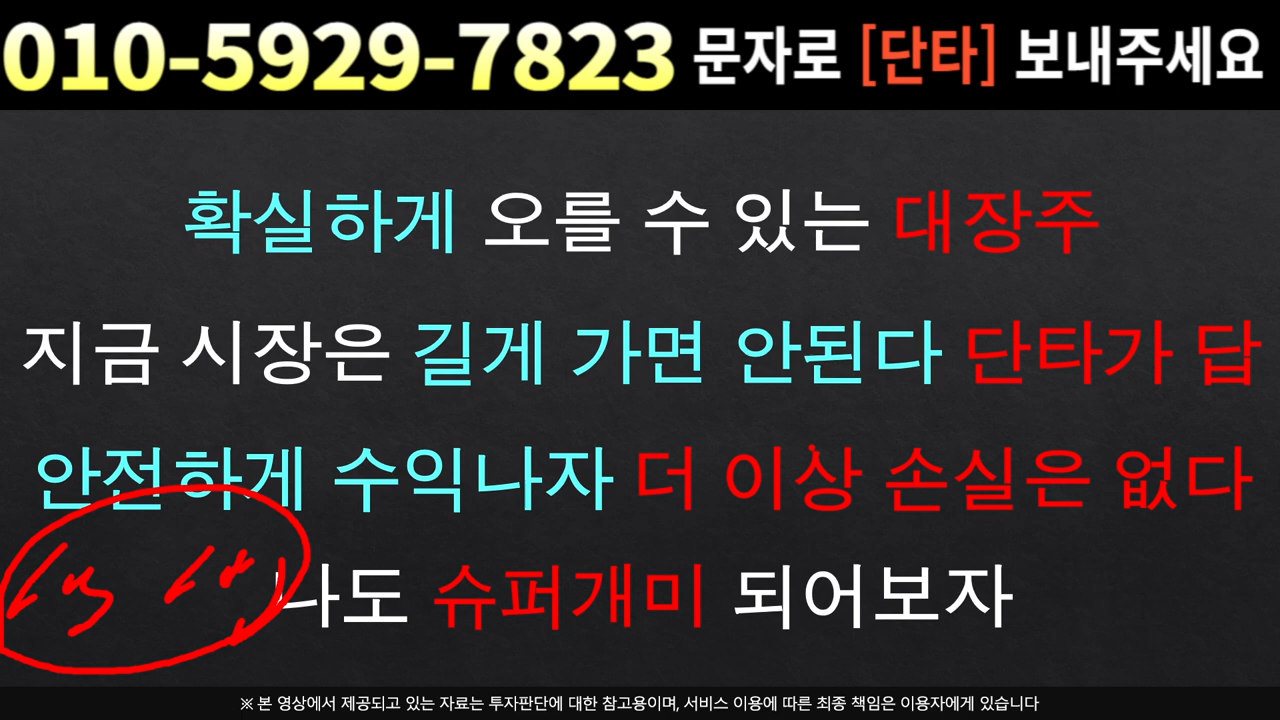 010-5929-7823 문자로 [단타] 보내주세요
확실하게 오를 수 있는 대장주
지금 시장은 길게 가면 안된다 단타가 답
안전하게 수익나자 더 이상 손실은 없다
나도 슈퍼개미 되어보자
※ 본 영상에서 제공되고 있는 자료는 투자판단에 대한 참고용이며, 서비스 이용에 따른 최종 책임은 이용자에게 있습니다